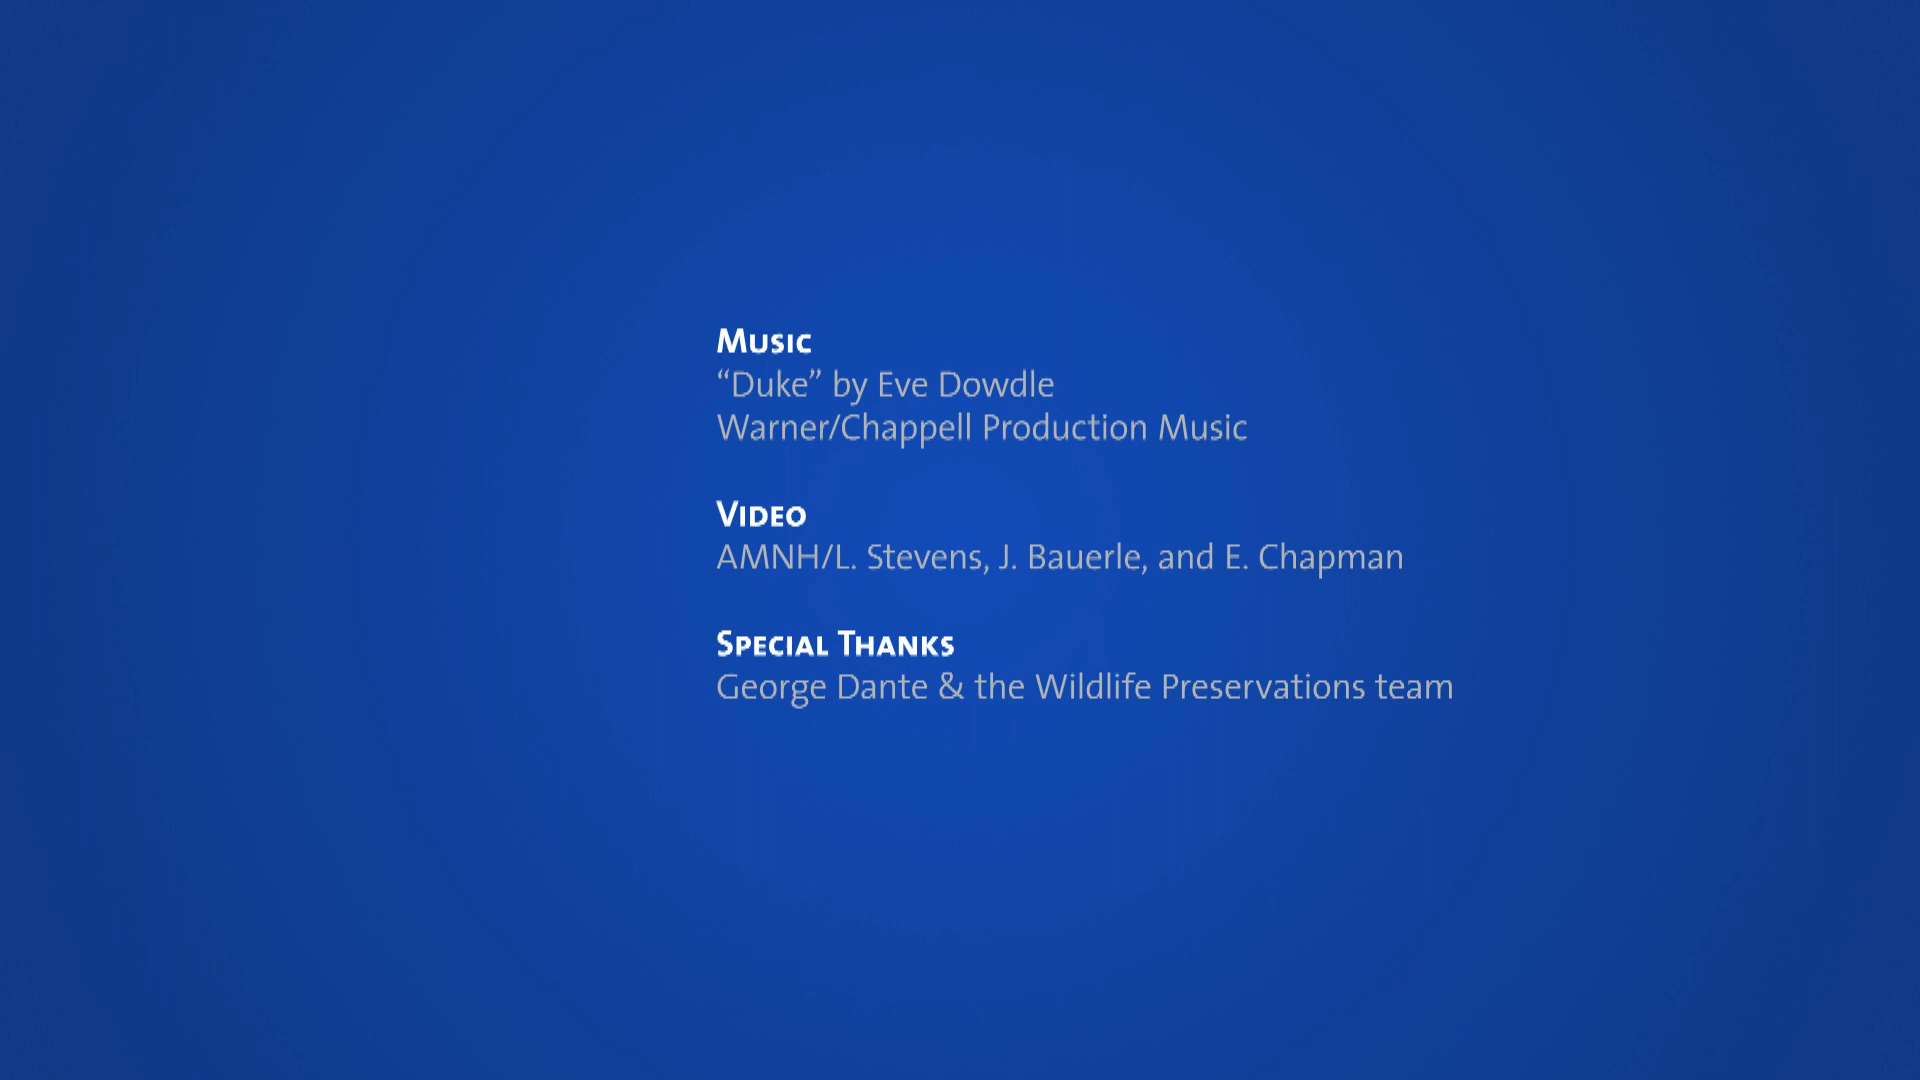 Music
“Duke” by Eve Dowdle
Warner/Chappell Production Music
Video
AMNH/L. Stevens, J. Bauerle, and E. Chapman
Special Thanks
George Dante & the Wildlife Preservations team